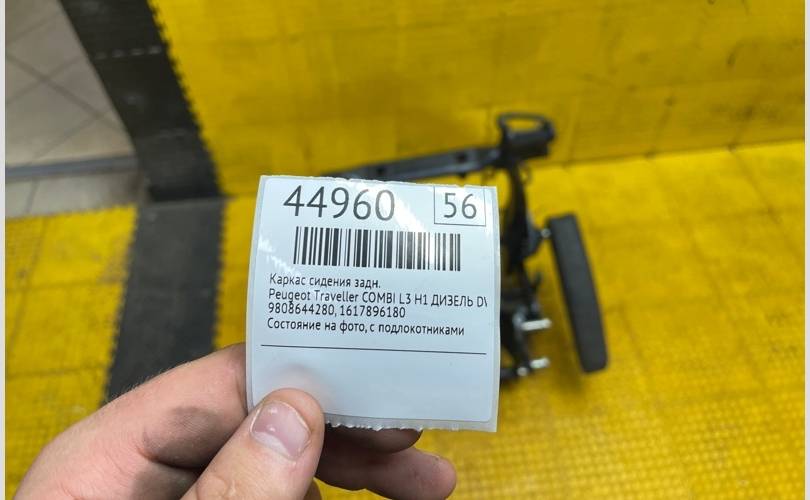 44960 56
Каркас сидения задн.
Peugeot Traveller COMBI L3 H1 ДИЗЕЛЬ
9808644280, 1617896180
Состояние на фото, с подлокотниками